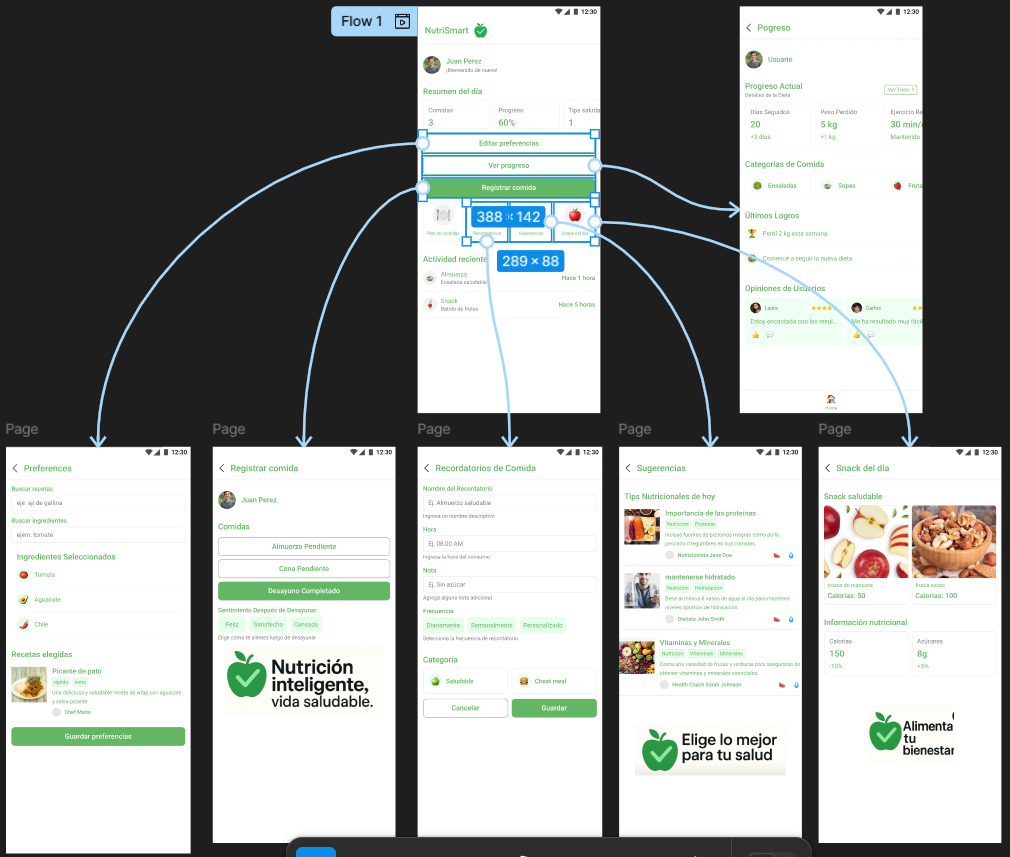 Flow 1
12:30
NutriSmart
Juan Perez
¡Bienvenido de nuevo!
Resumen del día
Comidas
3
Progreso
60%
Tips saluda
1
Editar preferencias
Ver progreso
Registrar comida
388 × 142
Plan de comidas
Recordatorios
Sugerencias
Snack del día
289 × 88
Actividad reciente
Almuerzo
Ensalada saludable
Hace 1 hora
Snack
Batido de frutas
Hace 5 horas
12:30
Pogreso
Usuario
Progreso Actual
Detalles de la Dieta
Ver Todo
Días Seguidos
20
+3 días
Peso Perdido
5 kg
+1 kg
Ejercicio Re
30 min/
Mantenido
Categorías de Comida
Ensaladas
Sopas
Fruta
Últimos Logros
Perdí 2 kg esta semana
Comencé a seguir la nueva dieta
Opiniones de Usuarios
Laura
Estoy encantada con los resul...
Carlos
Me ha resultado muy fácil
Home
Page
12:30
Preferences
Buscar recetas
eje: aji de gallina
Buscar ingredientes
ejem: tomate
Ingredientes Seleccionados
Tomate
Aguacate
Chile
Recetas elegidas
Picante de pato
rápido
sano
Una deliciosa y saludable receta de wrap con aguacate
y salsa picante
Chef Maria
Guardar preferencias
Page
12:30
Registrar comida
Juan Perez
Comidas
Almuerzo Pendiente
Cena Pendiente
Desayuno Completado
Sentimiento Después de Desayunar
Feliz
Satisfecho
Cansado
Elige cómo te sientes luego de desayunar
Nutrición
inteligente,
vida saludable.
Page
12:30
Recordatorios de Comida
Nombre del Recordatorio
Ej. Almuerzo saludable
Ingresa un nombre descriptivo
Hora
Ej. 08:00 AM
Ingresa la hora del consumo
Nota
Ej. Sin azúcar
Agrega alguna nota adicional
Frecuencia
Diariamente
Semanalmente
Personalizado
Selecciona la frecuencia de recordatorio
Categoría
Saludable
Cheat meal
Cancelar
Guardar
Page
12:30
Sugerencias
Tips Nutricionales de hoy
Importancia de las proteínas
Nutricion
Proteina
Incluya fuentes de proteínas magras como pollo,
pescado o legumbres en sus comidas.
Nutricionista Jane Doe
mantenerse hidratado
Nutricion
Hidratacion
Bebe al menos 8 vasos de agua al día para mantener
niveles óptimos de hidratación.
Dietista John Smith
Vitaminas y Minerales
Nutricion
Vitaminas
Minerales
Coma una variedad de frutas y verduras para asegurarse de
obtener vitaminas y minerales esenciales.
Health Coach Sarah Johnson
Elige lo mejor
para tu salud
Page
12:30
Snack del día
Snack saludable
trozos de manzana
Calorías: 50
frutos secos
Calorías: 100
Información nutricional
Calorías
150
-10%
Azúcares
8g
+5%
Alimenta
tu
bienestar